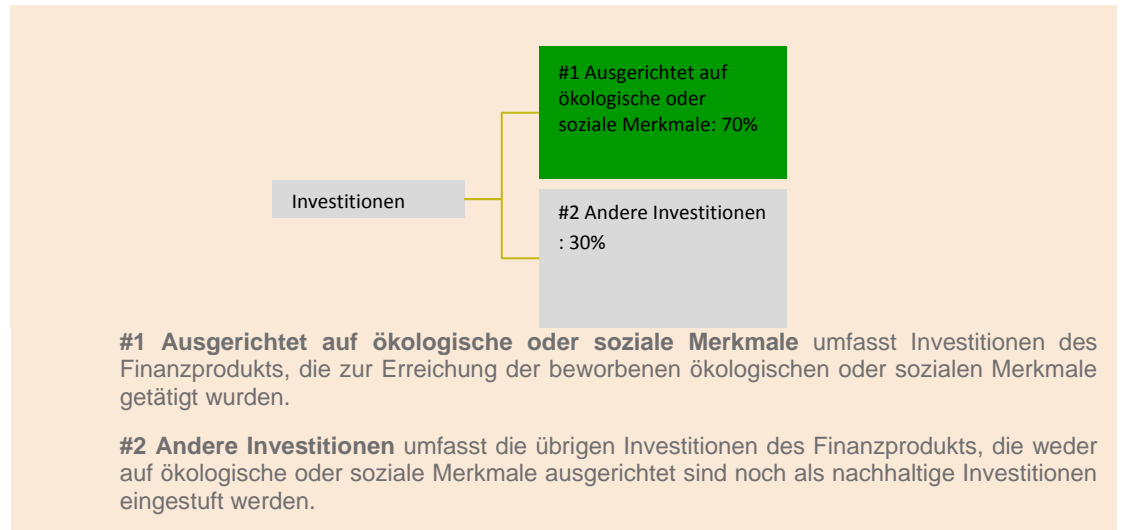 #1 Ausgerichtet auf
ökologische oder
soziale Merkmale: 70%
Investitionen
#2 Andere Investitionen
: 30%
#1 Ausgerichtet auf ökologische oder soziale Merkmale umfasst Investitionen des
Finanzprodukts, die zur Erreichung der beworbenen ökologischen oder sozialen Merkmale
getätigt wurden.
#2 Andere Investitionen umfasst die übrigen Investitionen des Finanzprodukts, die weder
auf ökologische oder soziale Merkmale ausgerichtet sind noch als nachhaltige Investitionen
eingestuft werden.